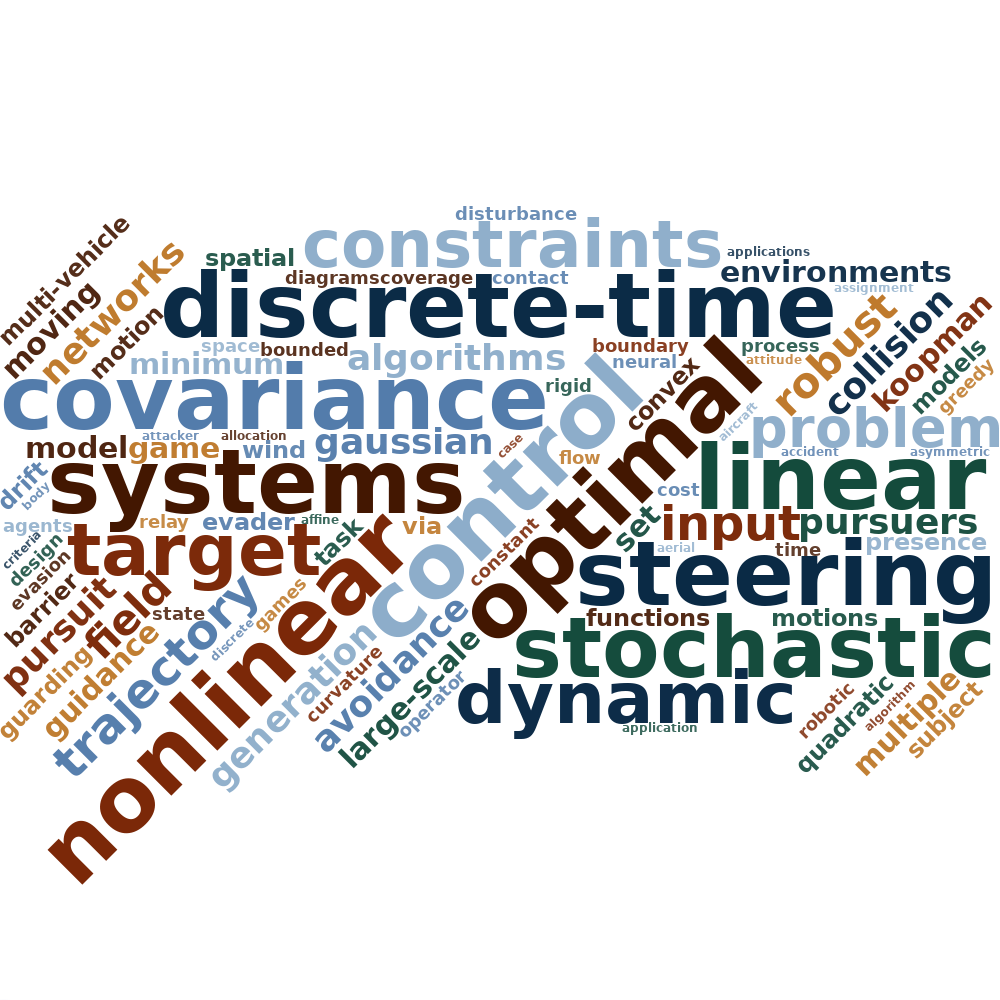 disturbance
constraints
multi-vehicle
networks
spatial
applications
environments
diagrams
coverage
contact
discrete-time
assignment
moving
motion
robust
collision
koopman
space
bounded
algorithms
boundary
process
minimum
neural
attitude
models
greedy
covariance
rigid
convex
control
optimal
aircraft
problem
model
game
attacker
allocation
wind
gaussian
case
flow
accident
asymmetric
linear
systems
drift
body
cost
agents
relay
evader
affine
task
via
set
input
pursuers
target
criteria
design
evasion
constant
aerial
time
presence
steering
barrier
pursuit
field
state
games
nonlinear
functions
motions
stochastic
guarding
guidance
trajectory
discrete
generation
curvature
avoidance
large-scale
operator
dynamic
application
robotic
quadratic
algorithm
multiple
subject